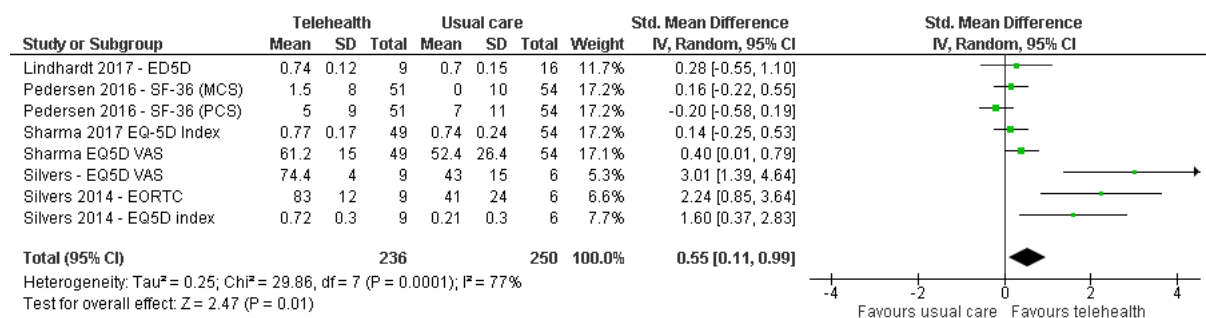 Telehealth Usual care Std. Mean Difference Std. Mean Difference
Study or Subgroup Mean SD Total Mean SD Total Weight IV, Random, 95% CI IV, Random, 95% CI
Lindhardt 2017 - ED5D 0.74 0.12 9 0.7 0.15 16 11.7% 0.28 [-0.55, 1.10]
Pedersen 2016 - SF-36 (MCS) 1.5 8 51 0 10 54 17.2% 0.16 [-0.22, 0.55]
Pedersen 2016 - SF-36 (PCS) 5 9 51 7 11 54 17.2% -0.20 [-0.58, 0.19]
Sharma 2017 EQ-5D Index 0.77 0.17 49 0.74 0.24 54 17.2% 0.14 [-0.25, 0.53]
Sharma EQ5D VAS 61.2 15 49 52.4 26.4 54 17.1% 0.40 [0.01, 0.79]
Silvers - EQ5D VAS 74.4 4 9 43 15 6 5.3% 3.01 [1.39, 4.64]
Silvers 2014 - EORTC 83 12 9 41 24 6 6.6% 2.24 [0.85, 3.64]
Silvers 2014 - EQ5D index 0.72 0.3 9 0.21 0.3 6 7.7% 1.60 [0.37, 2.83]
Total (95% CI) 236 250 100.0% 0.55 [0.11, 0.99]
Heterogeneity: Tau² = 0.25; Chi² = 29.86, df = 7 (P = 0.0001); I² = 77%
Test for overall effect: Z = 2.47 (P = 0.01)
-4 -2 0 2 4
Favours usual care Favours telehealth